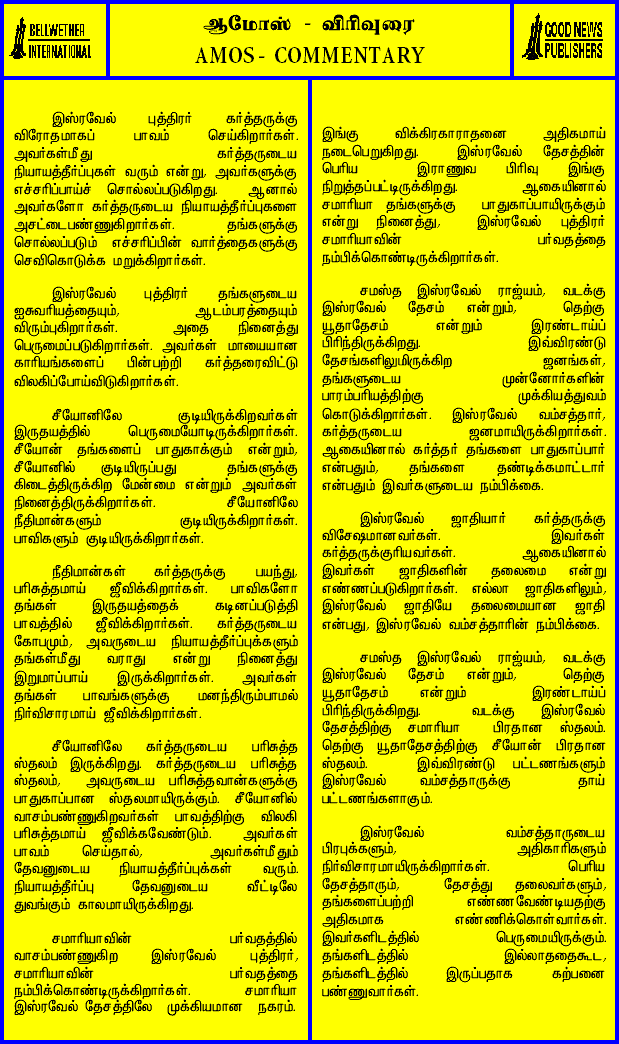 BELLWETHER
INTERNATIONAL
ஆமோஸ் - விரிவுரை
AMOS - COMMENTARY
GOOD NEWS
PUBLISHERS
இஸ்ரவேல் புத்திரர் கர்த்தருக்கு
விரோதமாகப் பாவம் செய்கிறார்கள்.
அவர்கள்மீது கர்த்தருடைய
நியாயத்தீர்ப்புகள் வரும் என்று, அவர்களுக்கு
எச்சரிப்பாய்ச் சொல்லப்படுகிறது. ஆனால்
அவர்களோ கர்த்தருடைய நியாயத்தீர்ப்புகளை
அசட்டைபண்ணுகிறார்கள். தங்களுக்கு
சொல்லப்படும் எச்சரிப்பின் வார்த்தைகளுக்கு
செவிகொடுக்க மறுக்கிறார்கள்.
இஸ்ரவேல் புத்திரர் தங்களுடைய
ஐசுவரியத்தையும், ஆடம்பரத்தையும்
விரும்புகிறார்கள். அதை நினைத்து
பெருமைப்படுகிறார்கள். அவர்கள் மாயையான
காரியங்களைப் பின்பற்றி கர்த்தரைவிட்டு
விலகிப்போய்விடுகிறார்கள்.
சீயோனிலே குடியிருக்கிறவர்கள்
இருதயத்தில் பெருமையோடிருக்கிறார்கள்.
சீயோன் தங்களைப் பாதுகாக்கும் என்றும்,
சீயோனில் குடியிருப்பது தங்களுக்கு
கிடைத்திருக்கிற மேன்மை என்றும் அவர்கள்
நினைத்திருக்கிறார்கள். சீயோனிலே
நீதிமான்களும் குடியிருக்கிறார்கள்.
பாவிகளும் குடியிருக்கிறார்கள்.
நீதிமான்கள் கர்த்தருக்கு பயந்து,
பரிசுத்தமாய் ஜீவிக்கிறார்கள். பாவிகளோ
தங்கள் இருதயத்தைக் கடினப்படுத்தி
பாவத்தில் ஜீவிக்கிறார்கள். கர்த்தருடைய
கோபமும், அவருடைய நியாயத்தீர்ப்புக்களும்
தங்கள்மீது வராது என்று நினைத்து
இறுமாப்பாய் இருக்கிறார்கள். அவர்கள்
தங்கள் பாவங்களுக்கு மனந்திரும்பாமல்
நிர்விசாரமாய் ஜீவிக்கிறார்கள்.
சீயோனிலே கர்த்தருடைய பரிசுத்த
ஸ்தலம் இருக்கிறது. கர்த்தருடைய பரிசுத்த
ஸ்தலம், அவருடைய பரிசுத்தவான்களுக்கு
பாதுகாப்பான ஸ்தலமாயிருக்கும். சீயோனில்
வாசம்பண்ணுகிறவர்கள் பாவத்திற்கு விலகி
பரிசுத்தமாய் ஜீவிக்கவேண்டும். அவர்கள்
பாவம் செய்தால், அவர்கள்மீதும்
தேவனுடைய நியாயத்தீர்ப்புக்கள் வரும்.
நியாயத்தீர்ப்பு தேவனுடைய வீட்டிலே
துவங்கும் காலமாயிருக்கிறது.
சமாரியாவின் பர்வதத்தில்
வாசம்பண்ணுகிற இஸ்ரவேல் புத்திரர்,
சமாரியாவின் பர்வதத்தை
நம்பிக்கொண்டிருக்கிறார்கள். சமாரியா
இஸ்ரவேல் தேசத்திலே முக்கியமான நகரம்.
இங்கு விக்கிரகாராதனை அதிகமாய்
நடைபெறுகிறது. இஸ்ரவேல் தேசத்தின்
பெரிய இராணுவ பிரிவு இங்கு
நிறுத்தப்பட்டிருக்கிறது. ஆகையினால்
சமாரியா தங்களுக்கு பாதுகாப்பாயிருக்கும்
என்று நினைத்து, இஸ்ரவேல் புத்திரர்
சமாரியாவின் பர்வதத்தை
நம்பிக்கொண்டிருக்கிறார்கள்.
சமஸ்த இஸ்ரவேல் ராஜ்யம், வடக்கு
இஸ்ரவேல் தேசம் என்றும், தெற்கு
யூதாதேசம் என்றும் இரண்டாய்ப்
பிரிந்திருக்கிறது. இவ்விரண்டு
தேசங்களிலுமிருக்கிற ஜனங்கள்,
தங்களுடைய முன்னோர்களின்
பாரம்பரியத்திற்கு முக்கியத்துவம்
கொடுக்கிறார்கள். இஸ்ரவேல் வம்சத்தார்,
கர்த்தருடைய ஜனமாயிருக்கிறார்கள்.
ஆகையினால் கர்த்தர் தங்களை பாதுகாப்பார்
என்பதும், தங்களை தண்டிக்கமாட்டார்
என்பதும் இவர்களுடைய நம்பிக்கை.
இஸ்ரவேல் ஜாதியார் கர்த்தருக்கு
விசேஷமானவர்கள். இவர்கள்
கர்த்தருக்குரியவர்கள். ஆகையினால்
இவர்கள் ஜாதிகளின் தலைமை என்று
எண்ணப்படுகிறார்கள். எல்லா ஜாதிகளிலும்,
இஸ்ரவேல் ஜாதியே தலைமையான ஜாதி
என்பது, இஸ்ரவேல் வம்சத்தாரின் நம்பிக்கை.
சமஸ்த இஸ்ரவேல் ராஜ்யம், வடக்கு
இஸ்ரவேல் தேசம் என்றும், தெற்கு
யூதாதேசம் என்றும் இரண்டாய்ப்
பிரிந்திருக்கிறது. வடக்கு இஸ்ரவேல்
தேசத்திற்கு சமாரியா பிரதான ஸ்தலம்.
தெற்கு யூதாதேசத்திற்கு சீயோன் பிரதான
ஸ்தலம். இவ்விரண்டு பட்டணங்களும்
இஸ்ரவேல் வம்சத்தாருக்கு தாய்
பட்டணங்களாகும்.
இஸ்ரவேல் வம்சத்தாருடைய
பிரபுக்களும், அதிகாரிகளும்
நிர்விசாரமாயிருக்கிறார்கள். பெரிய
தேசத்தாரும், தேசத்து தலைவர்களும்,
தங்களைப்பற்றி எண்ணவேண்டியதற்கு
அதிகமாக எண்ணிக்கொள்வார்கள்.
இவர்களிடத்தில் பெருமையிருக்கும்.
தங்களிடத்தில் இல்லாததைகூட,
தங்களிடத்தில் இருப்பதாக கற்பனை
பண்ணுவார்கள்.